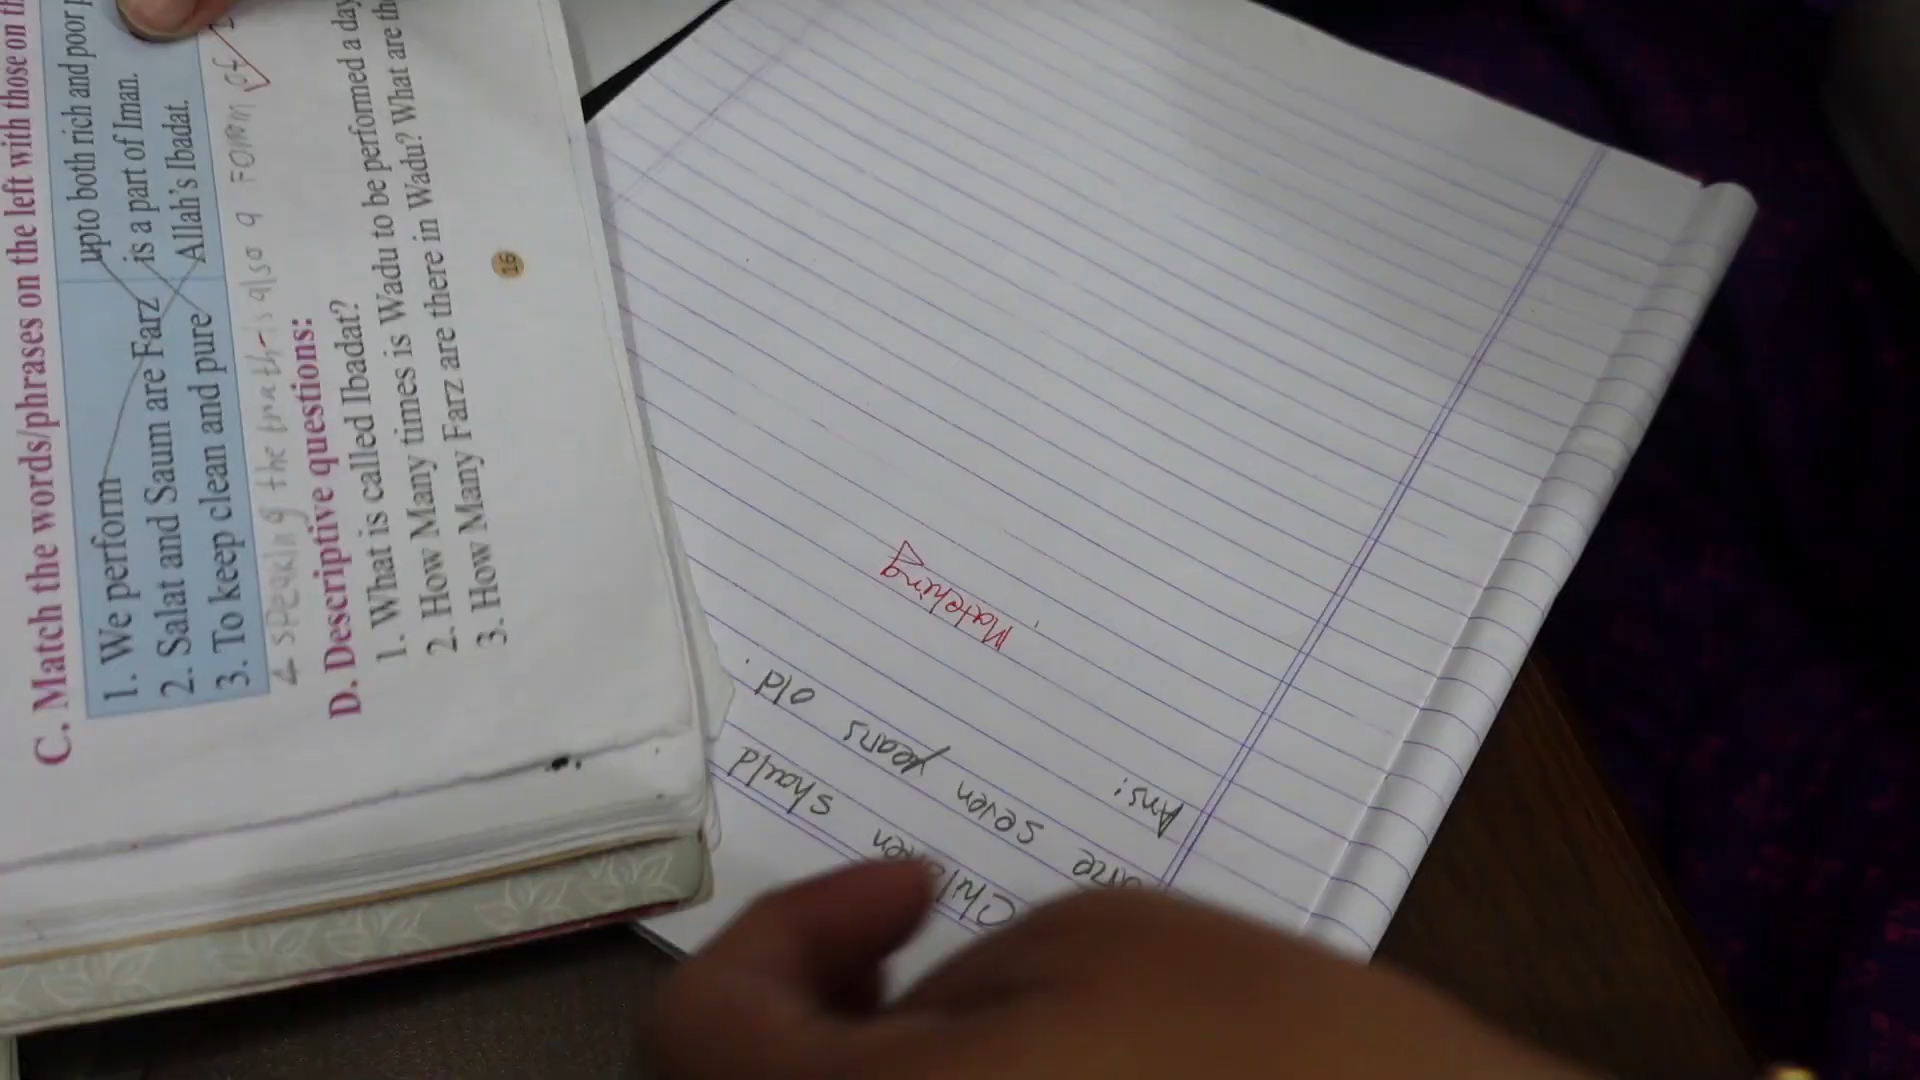 C. Match the words/phrases on the left with those on th
1. We perform upto both rich and poor p
2. Salat and Saum are Farz is a part of Iman.
3. To keep clean and pure Allah's Ibadat.
4 speaking the truth is also a Form of
D. Descriptive questions:
1. What is called Ibadat?
2. How Many times is Wadu to be performed a day
3. How Many Farz are there in Wadu? What are th
16
should
seven years old.
Ans:
Matching